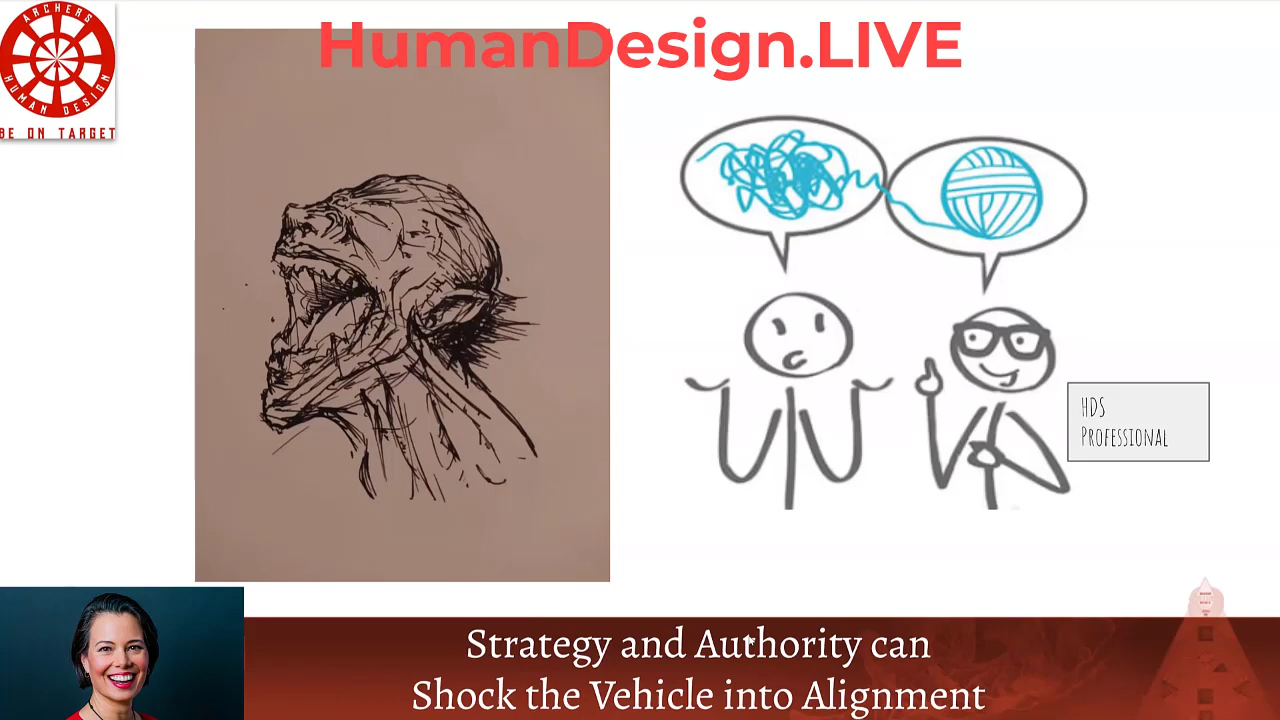 HumanDesign.LIVE
ARCHERS
HUMAN DESIGN
BE ON TARGET
HDS
PROFESSIONAL
Strategy and Authority can
Shock the Vehicle into Alignment